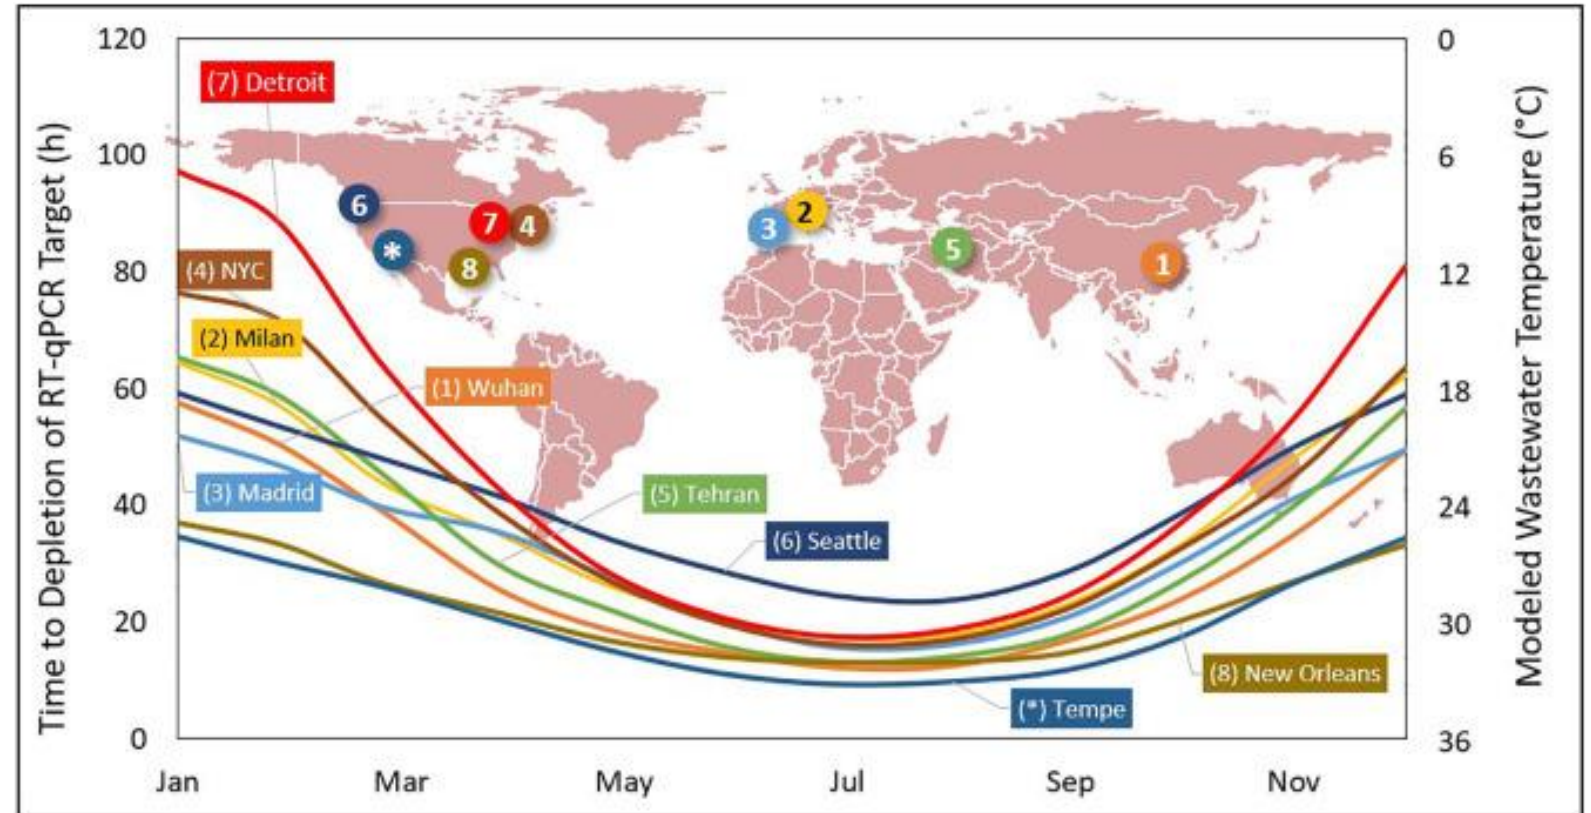 120
100
80
60
40
20
0
Time to Depletion of RT-qPCR Target (h)
0
6
12
18
24
30
36
Modeled Wastewater Temperature (°C)
(7) Detroit
(4) NYC
(2) Milan
(1) Wuhan
(3) Madrid
(5) Tehran
(6) Seattle
(8) New Orleans
(*) Tempe
6
7
4
*
8
3
2
5
1
Jan Mar May Jul Sep Nov